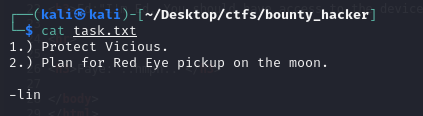 ┌──(kali㉿kali)-[~/Desktop/ctfs/bounty_hacker]
└─$ cat task.txt
1.) Protect Vicious.
2.) Plan for Red Eye pickup on the moon.
-lin